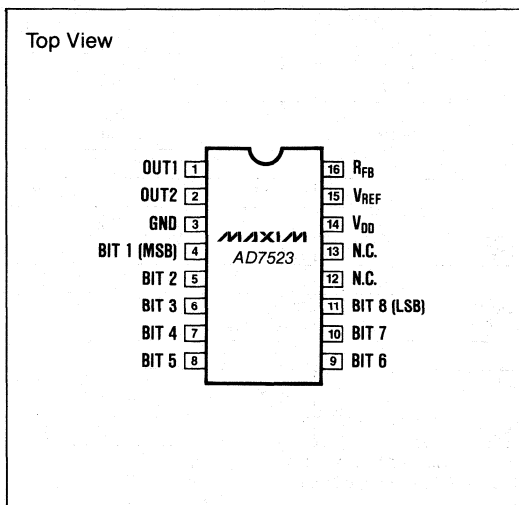 Top View
OUT1 1
OUT2 2
GND 3
BIT 1 (MSB) 4
BIT 2 5
BIT 3 6
BIT 4 7
BIT 5 8
MAXIM
AD7523
16 RFB
15 VREF
14 VDD
13 N.C.
12 N.C.
11 BIT 8 (LSB)
10 BIT 7
9 BIT 6